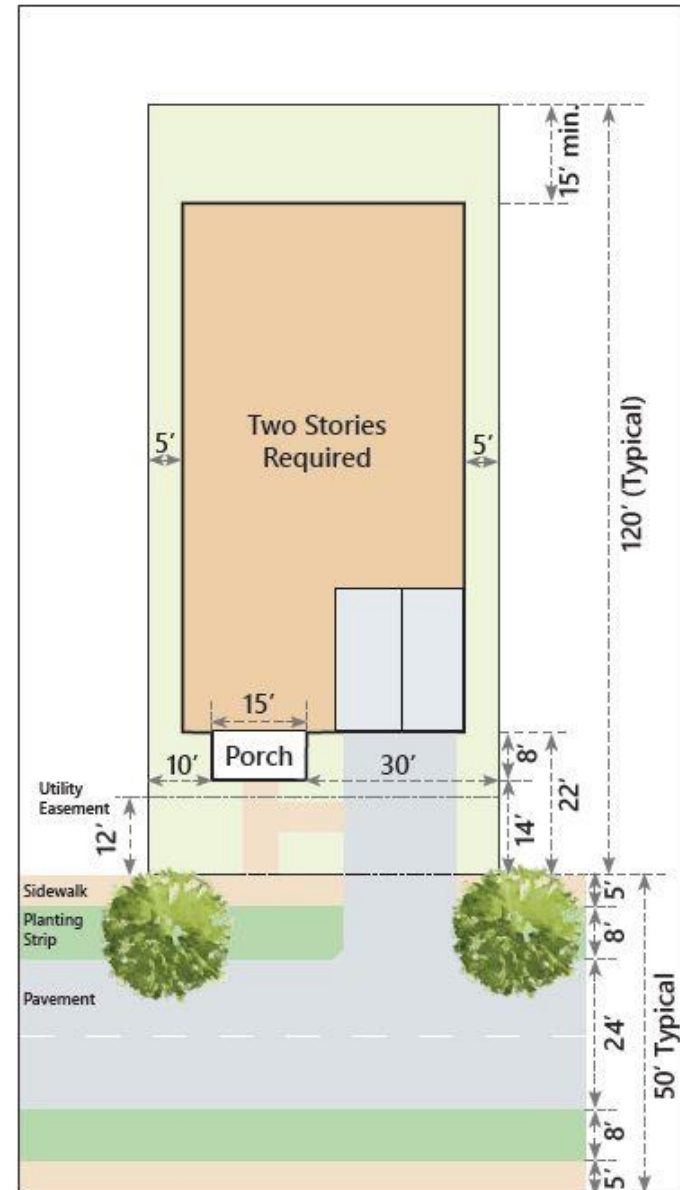 15’ min.
120’ (Typical)
Two Stories
Required
5’
5’
15’
Porch
10’
30’
8’
22’
14’
Utility
Easement
12’
Sidewalk
Planting
Strip
Pavement
5’
8’
24’
50’ Typical
8’
5’